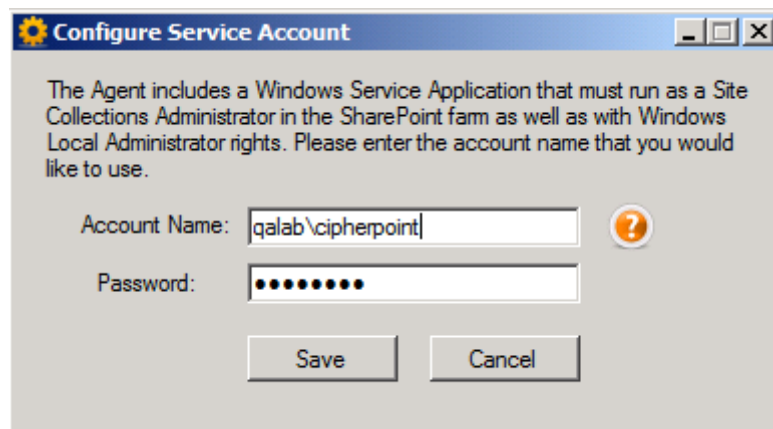 Configure Service Account
The Agent includes a Windows Service Application that must run as a Site
Collections Administrator in the SharePoint farm as well as with Windows
Local Administrator rights. Please enter the account name that you would
like to use.
Account Name: qalab\cipherpoint
?
Password: ●●●●●●●●
Save Cancel